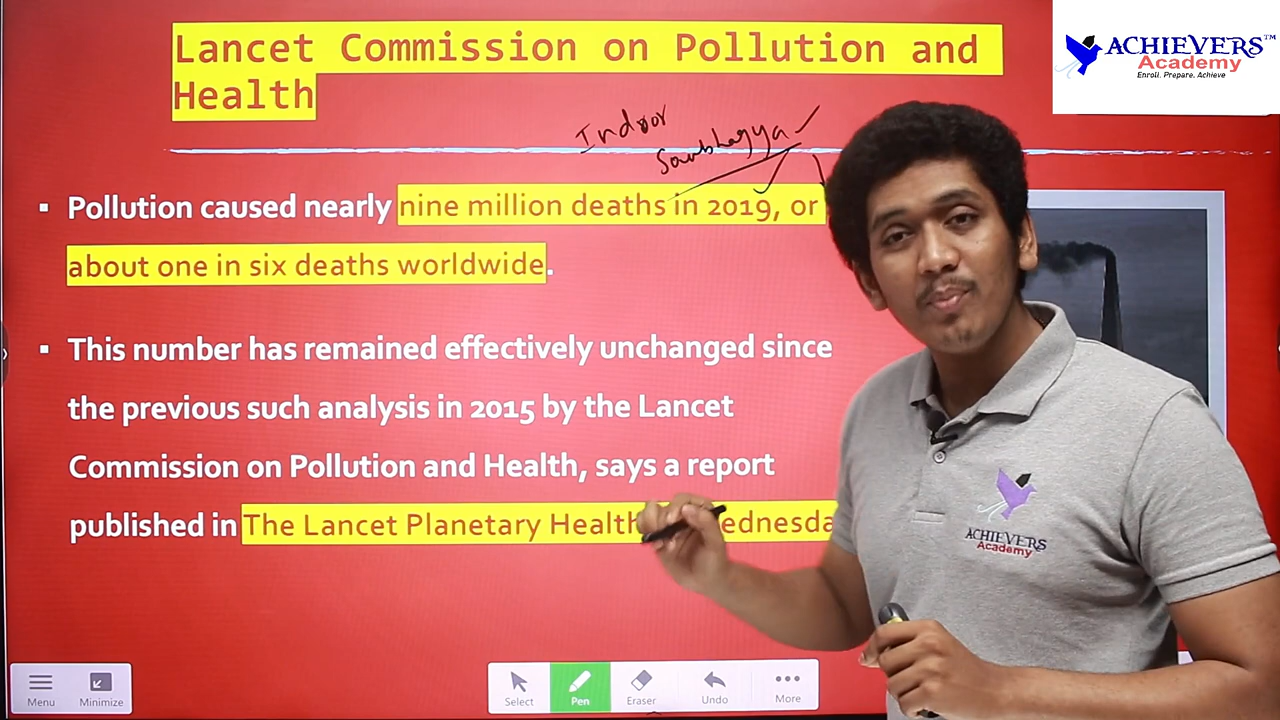 Lancet Commission on Pollution and
Health
ACHIEVERS™
Academy
Enroll. Prepare. Achieve
Indoor
Saubhagya
▪ Pollution caused nearly nine million deaths in 2019, or
about one in six deaths worldwide.
▪ This number has remained effectively unchanged since
the previous such analysis in 2015 by the Lancet
Commission on Pollution and Health, says a report
published in The Lancet Planetary Health
ACHIEVERS
Academy
Menu
Minimize
Select
Pen
Eraser
Undo
More